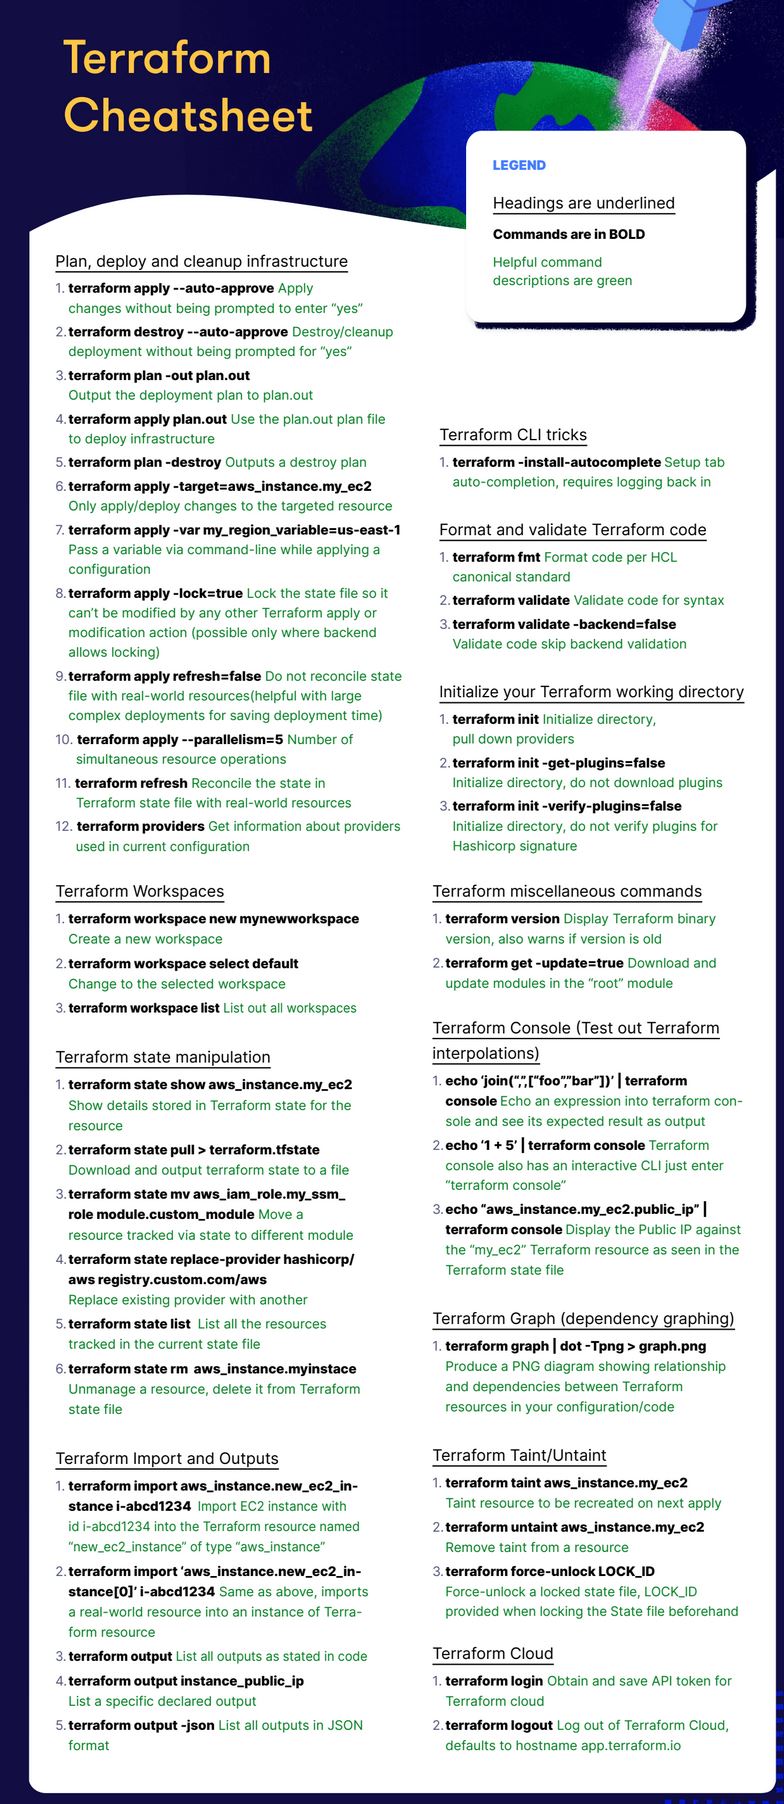 Terraform
Cheatsheet
LEGEND
Headings are underlined
Commands are in BOLD
Helpful command
descriptions are green
Plan, deploy and cleanup infrastructure
1. terraform apply --auto-approve Apply
changes without being prompted to enter “yes”
2. terraform destroy --auto-approve Destroy/cleanup
deployment without being prompted for “yes”
3. terraform plan -out plan.out
Output the deployment plan to plan.out
4. terraform apply plan.out Use the plan.out plan file
to deploy infrastructure
5. terraform plan -destroy Outputs a destroy plan
6. terraform apply -target=aws_instance.my_ec2
Only apply/deploy changes to the targeted resource
7. terraform apply -var my_region_variable=us-east-1
Pass a variable via command-line while applying a
configuration
8. terraform apply -lock=true Lock the state file so it
can’t be modified by any other Terraform apply or
modification action (possible only where backend
allows locking)
9. terraform apply refresh=false Do not reconcile state
file with real-world resources(helpful with large
complex deployments for saving deployment time)
10. terraform apply --parallelism=5 Number of
simultaneous resource operations
11. terraform refresh Reconcile the state in
Terraform state file with real-world resources
12. terraform providers Get information about providers
used in current configuration
Terraform CLI tricks
1. terraform -install-autocomplete Setup tab
auto-completion, requires logging back in
Format and validate Terraform code
1. terraform fmt Format code per HCL
canonical standard
2. terraform validate Validate code for syntax
3. terraform validate -backend=false
Validate code skip backend validation
Initialize your Terraform working directory
1. terraform init Initialize directory,
pull down providers
2. terraform init -get-plugins=false
Initialize directory, do not download plugins
3. terraform init -verify-plugins=false
Initialize directory, do not verify plugins for
Hashicorp signature
Terraform Workspaces
1. terraform workspace new mynewworkspace
Create a new workspace
2. terraform workspace select default
Change to the selected workspace
3. terraform workspace list List out all workspaces
Terraform state manipulation
1. terraform state show aws_instance.my_ec2
Show details stored in Terraform state for the
resource
2. terraform state pull > terraform.tfstate
Download and output terraform state to a file
3. terraform state mv aws_iam_role.my_ssm_
role module.custom_module Move a
resource tracked via state to different module
4. terraform state replace-provider hashicorp/
aws registry.custom.com/aws
Replace existing provider with another
5. terraform state list List all the resources
tracked in the current state file
6. terraform state rm aws_instance.myinstace
Unmanage a resource, delete it from Terraform
state file
Terraform Import and Outputs
1. terraform import aws_instance.new_ec2_in-
stance i-abcd1234 Import EC2 instance with
id i-abcd1234 into the Terraform resource named
“new_ec2_instance” of type “aws_instance”
2. terraform import ‘aws_instance.new_ec2_in-
stance[0]’ i-abcd1234 Same as above, imports
a real-world resource into an instance of Terra-
form resource
3. terraform output List all outputs as stated in code
4. terraform output instance_public_ip
List a specific declared output
5. terraform output -json List all outputs in JSON
format
Terraform miscellaneous commands
1. terraform version Display Terraform binary
version, also warns if version is old
2. terraform get -update=true Download and
update modules in the “root” module
Terraform Console (Test out Terraform
interpolations)
1. echo ‘join(“,”,[“foo”,”bar”])’ | terraform
console Echo an expression into terraform con-
sole and see its expected result as output
2. echo ‘1 + 5’ | terraform console Terraform
console also has an interactive CLI just enter
“terraform console”
3. echo “aws_instance.my_ec2.public_ip” |
terraform console Display the Public IP against
the “my_ec2” Terraform resource as seen in the
Terraform state file
Terraform Graph (dependency graphing)
1. terraform graph | dot -Tpng > graph.png
Produce a PNG diagram showing relationship
and dependencies between Terraform
resources in your configuration/code
Terraform Taint/Untaint
1. terraform taint aws_instance.my_ec2
Taint resource to be recreated on next apply
2. terraform untaint aws_instance.my_ec2
Remove taint from a resource
3. terraform force-unlock LOCK_ID
Force-unlock a locked state file, LOCK_ID
provided when locking the State file beforehand
Terraform Cloud
1. terraform login Obtain and save API token for
Terraform cloud
2. terraform logout Log out of Terraform Cloud,
defaults to hostname app.terraform.io